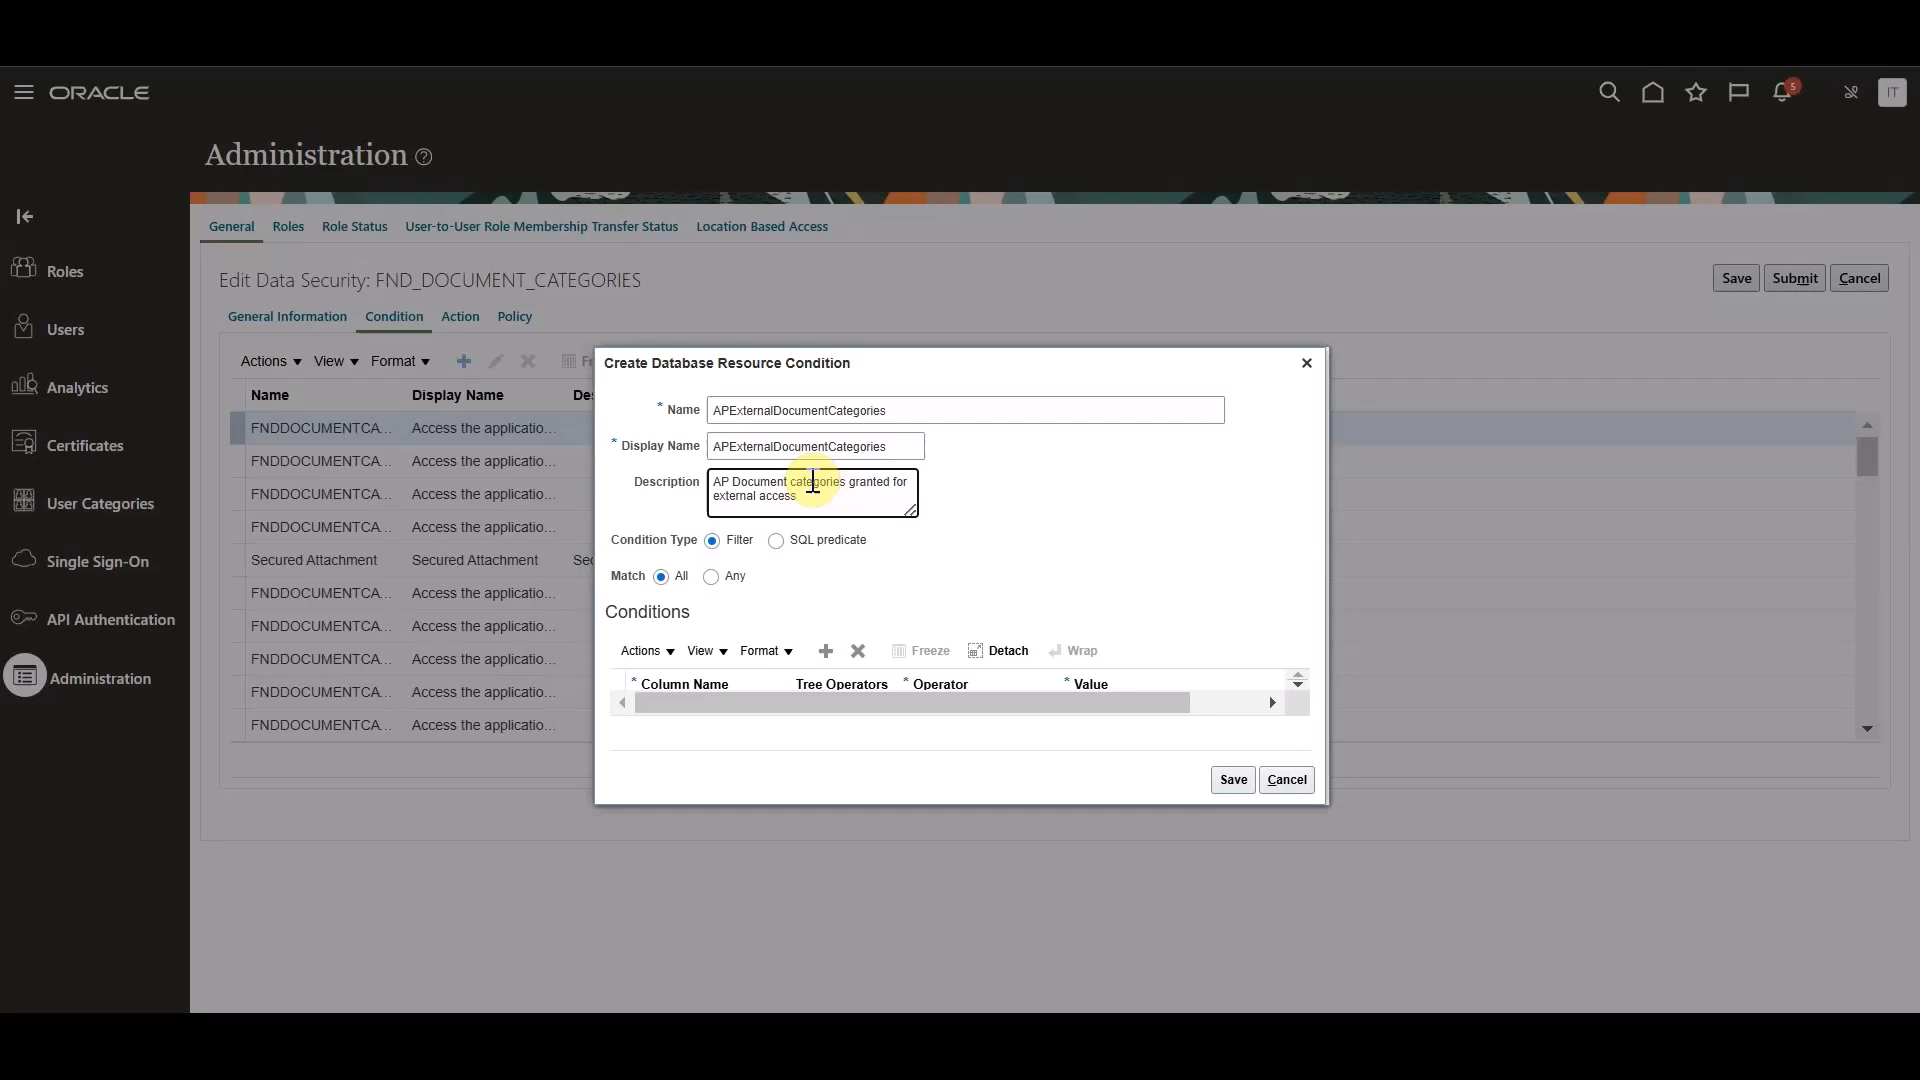 ORACLE
5
IT
Administration
General Roles Role Status User-to-User Role Membership Transfer Status Location Based Access
Roles
Users
Analytics
Certificates
User Categories
Single Sign-On
API Authentication
Administration
Edit Data Security: FND_DOCUMENT_CATEGORIES
Save Submit Cancel
General Information Condition Action Policy
Actions View Format
Name Display Name
FNDDOCUMENTCA... Access the applicatio...
FNDDOCUMENTCA... Access the applicatio...
FNDDOCUMENTCA... Access the applicatio...
FNDDOCUMENTCA... Access the applicatio...
Secured Attachment Secured Attachment
FNDDOCUMENTCA... Access the applicatio...
FNDDOCUMENTCA... Access the applicatio...
FNDDOCUMENTCA... Access the applicatio...
FNDDOCUMENTCA... Access the applicatio...
FNDDOCUMENTCA... Access the applicatio...
Create Database Resource Condition
* Name APExternalDocumentCategories
* Display Name APExternalDocumentCategories
Description AP Document categories granted for
external access
Condition Type Filter SQL predicate
Match All Any
Conditions
Actions View Format Freeze Detach Wrap
* Column Name Tree Operators * Operator * Value
Save Cancel